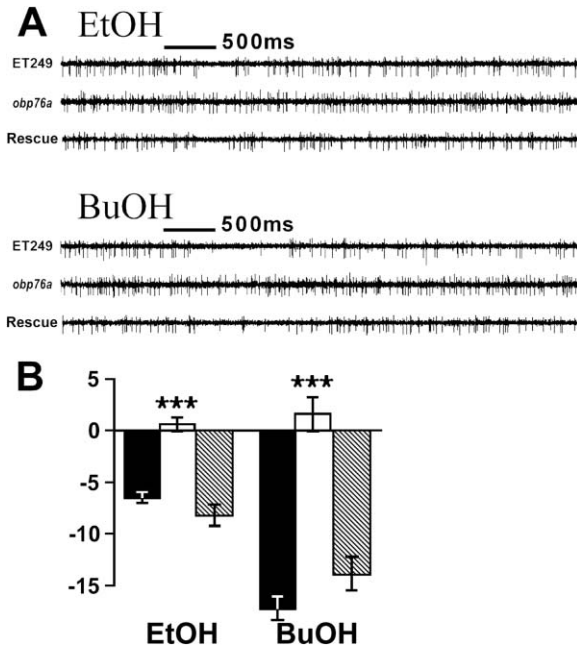 A EtOH
500ms
ET249
obp76a
Rescue
BuOH
500ms
ET249
obp76a
Rescue
B
5
*** ***
0
-5
-10
-15
EtOH BuOH